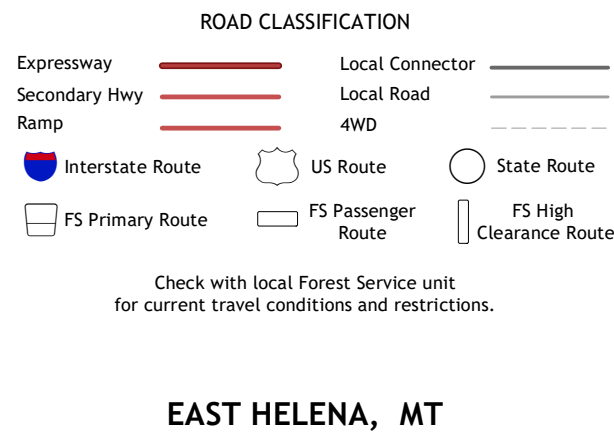 ROAD CLASSIFICATION
Expressway
Local Connector
Secondary Hwy
Local Road
Ramp
4WD
Interstate Route
US Route
State Route
FS Primary Route
FS Passenger
Route
FS High
Clearance Route
Check with local Forest Service unit
for current travel conditions and restrictions.
EAST HELENA, MT